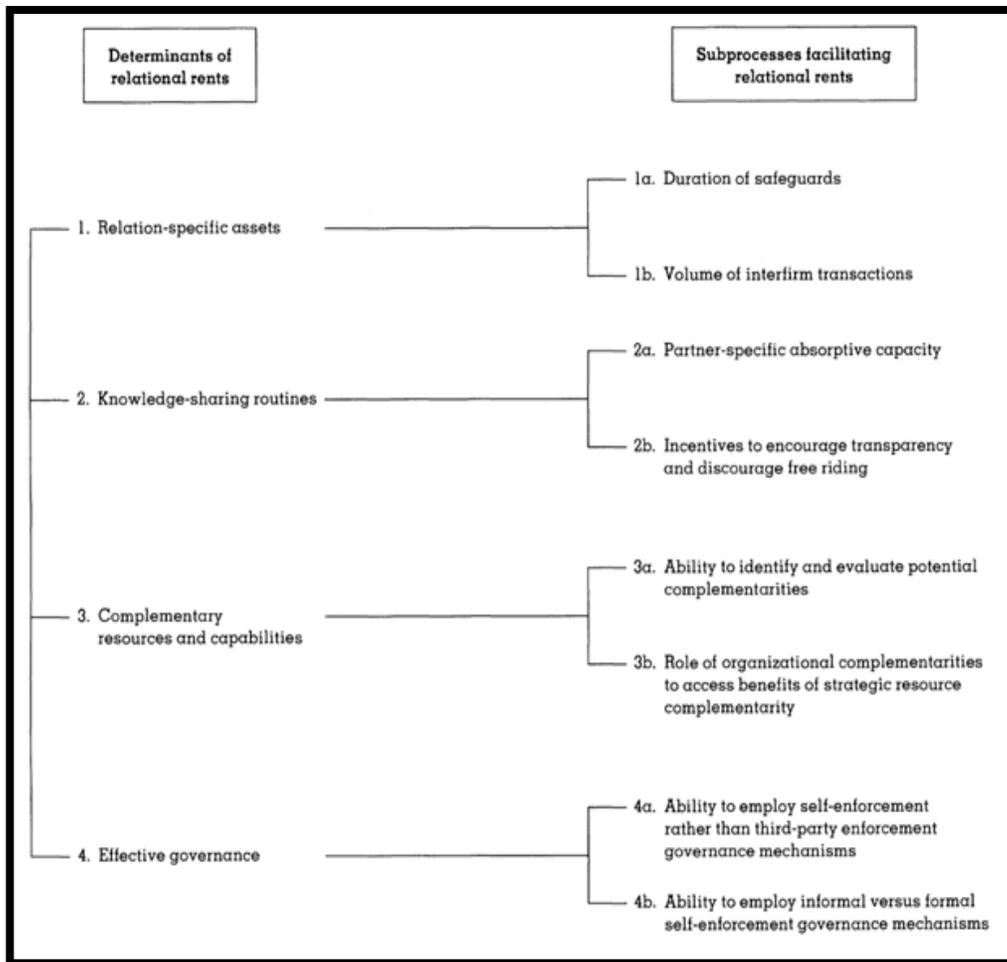 Determinants of
relational rents
Subprocesses facilitating
relational rents
1. Relation-specific assets
1a. Duration of safeguards
1b. Volume of interfirm transactions
2. Knowledge-sharing routines
2a. Partner-specific absorptive capacity
2b. Incentives to encourage transparency
and discourage free riding
3. Complementary
resources and capabilities
3a. Ability to identify and evaluate potential
complementarities
3b. Role of organizational complementarities
to access benefits of strategic resource
complementarity
4. Effective governance
4a. Ability to employ self-enforcement
rather than third-party enforcement
governance mechanisms
4b. Ability to employ informal versus formal
self-enforcement governance mechanisms